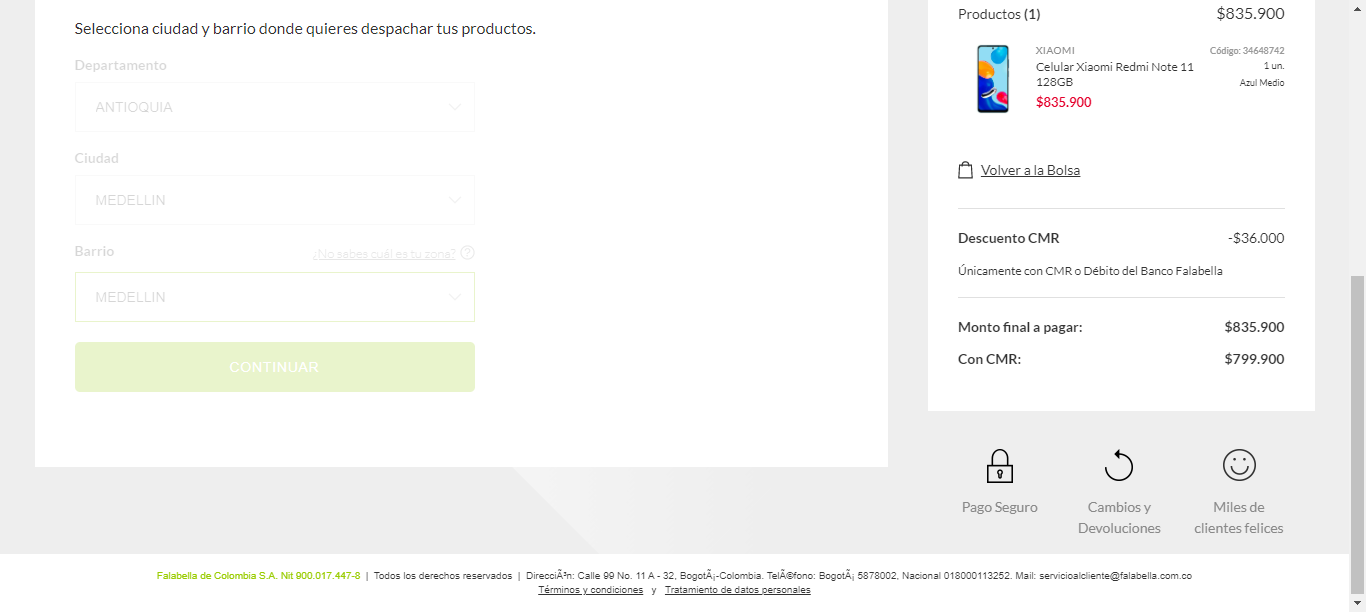 Selecciona ciudad y barrio donde quieres despachar tus productos.
Departamento
ANTIOQUIA
Ciudad
MEDELLIN
Barrio
¿No sabes cuál es tu zona?
MEDELLIN
CONTINUAR
Productos (1) $835.900
XIAOMI Código: 34648742
Celular Xiaomi Redmi Note 11 1 un.
128GB Azul Medio
$835.900
Volver a la Bolsa
Descuento CMR -$36.000
Únicamente con CMR o Débito del Banco Falabella
Monto final a pagar: $835.900
Con CMR: $799.900
Pago Seguro
Cambios y
Devoluciones
Miles de
clientes felices
Falabella de Colombia S.A. Nit 900.017.447-8 | Todos los derechos reservados | DirecciÃ³n: Calle 99 No. 11 A - 32, BogotÃ¡-Colombia. TelÃ©fono: BogotÃ¡ 5878002, Nacional 018000113252. Mail: servicioalcliente@falabella.com.co
Términos y condiciones y Tratamiento de datos personales